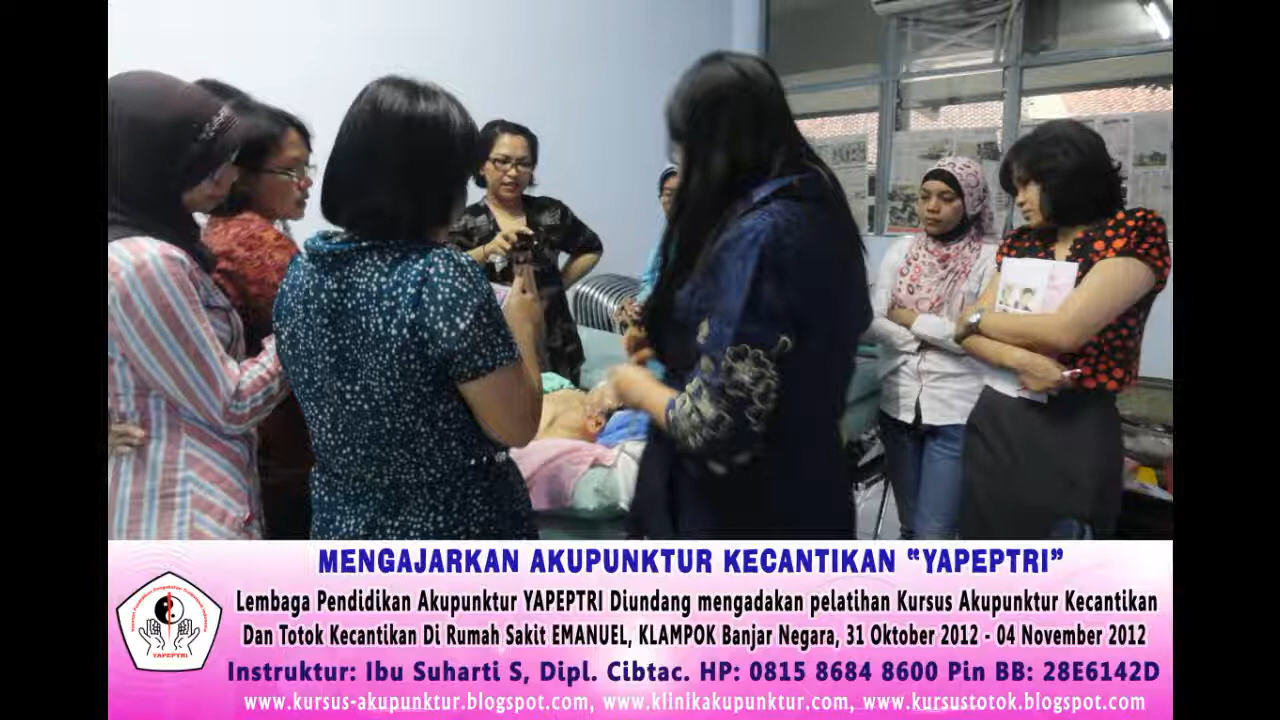 MENGAJARKAN AKUPUNKTUR KECANTIKAN “YAPEPTRI”
Lembaga Pendidikan Akupunktur YAPEPTRI Diundang mengadakan pelatihan Kursus Akupunktur Kecantikan
Dan Totok Kecantikan Di Rumah Sakit EMANUEL, KLAMPOK Banjar Negara, 31 Oktober 2012 - 04 November 2012
YAPEPTRI
Instruktur: Ibu Suharti S, Dipl. Cibtac. HP: 0815 8684 8600 Pin BB: 28E6142D
www.kursus-akupunktur.blogspot.com, www.klinikakupunktur.com, www.kursustotok.blogspot.com